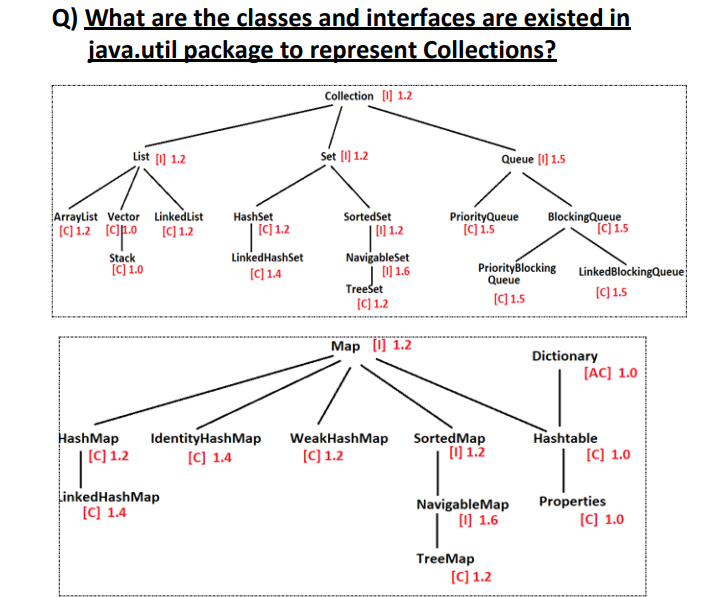 Q) What are the classes and interfaces are existed in
java.util package to represent Collections?
Collection [I] 1.2
List [I] 1.2
Set [I] 1.2
Queue [I] 1.5
ArrayList Vector LinkedList HashSet SortedSet PriorityQueue BlockingQueue
[C] 1.2 [C] 1.0 [C] 1.2 [C] 1.2 [I] 1.2 [C] 1.5 [C] 1.5
Stack LinkedHashSet NavigableSet
[C] 1.0 [C] 1.4 [I] 1.6
PriorityBlocking LinkedBlockingQueue
Queue
TreeSet
[C] 1.2 [C] 1.5 [C] 1.5
Map [I] 1.2
Dictionary
[AC] 1.0
HashMap IdentityHashMap WeakHashMap SortedMap Hashtable
[C] 1.2 [C] 1.4 [C] 1.2 [I] 1.2 [C] 1.0
LinkedHashMap NavigableMap Properties
[C] 1.4 [I] 1.6 [C] 1.0
TreeMap
[C] 1.2